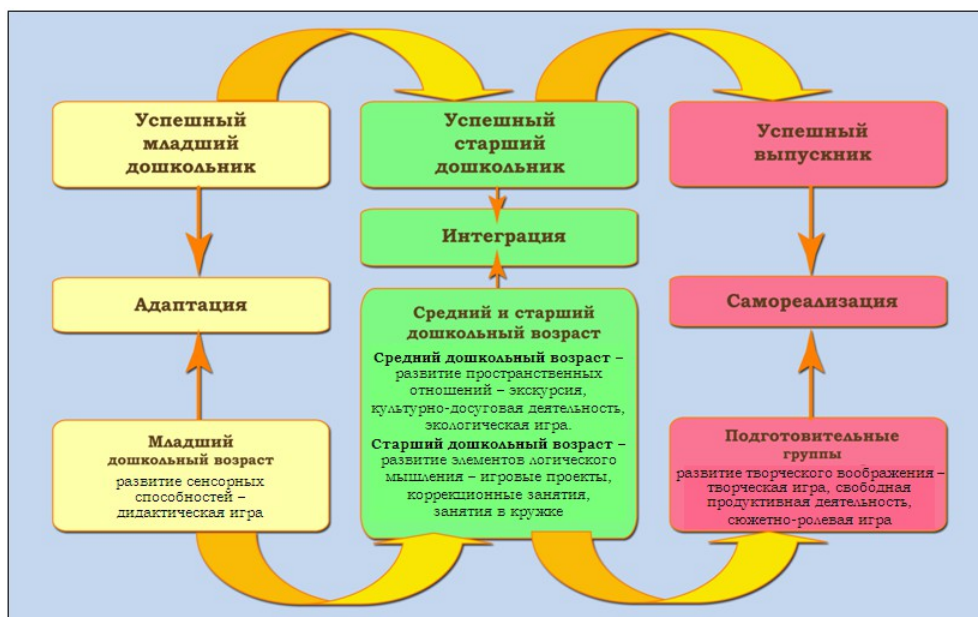 Успешный
младший
дошкольник
Успешный
старший
дошкольник
Успешный
выпускник
Интеграция
Адаптация
Самореализация
Младший
дошкольный возраст
развитие сенсорных
способностей –
дидактическая игра
Средний и старший
дошкольный возраст
Средний дошкольный возраст –
развитие пространственных
отношений – экскурсия,
культурно-досуговая деятельность,
экологическая игра.
Старший дошкольный возраст –
развитие элементов логического
мышления – игровые проекты,
коррекционные занятия,
занятия в кружке
Подготовительные
группы
развитие творческого воображения –
творческая игра, свободная
продуктивная деятельность,
сюжетно-ролевая игра